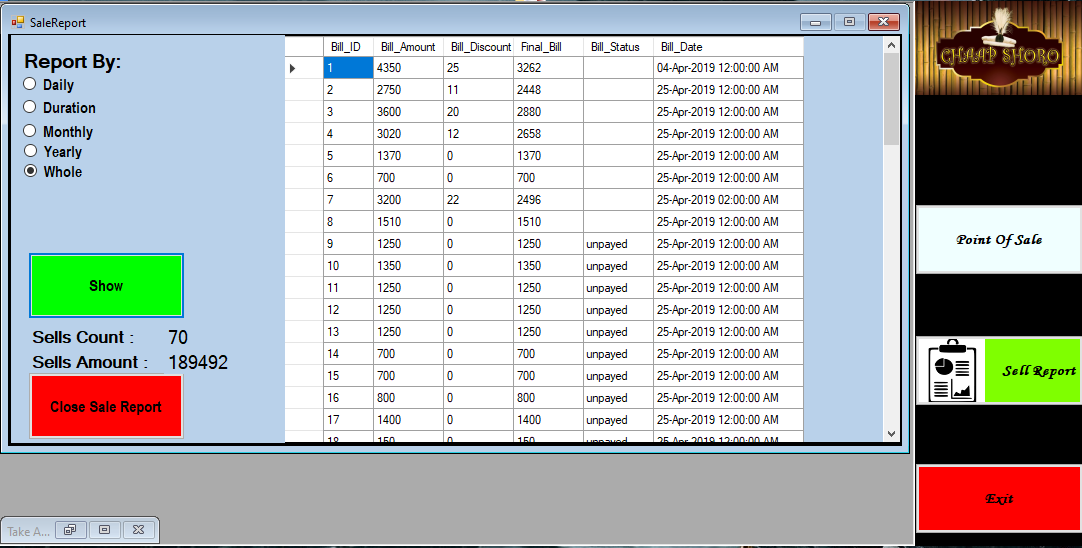 SaleReport
Report By:
Daily
Duration
Monthly
Yearly
Whole
Show
Sells Count : 70
Sells Amount : 189492
Close Sale Report
Bill_ID Bill_Amount Bill_Discount Final_Bill Bill_Status Bill_Date
1 4350 25 3262 04-Apr-2019 12:00:00 AM
2 2750 11 2448 25-Apr-2019 12:00:00 AM
3 3600 20 2880 25-Apr-2019 12:00:00 AM
4 3020 12 2658 25-Apr-2019 12:00:00 AM
5 1370 0 1370 25-Apr-2019 12:00:00 AM
6 700 0 700 25-Apr-2019 12:00:00 AM
7 3200 22 2496 25-Apr-2019 02:00:00 AM
8 1510 0 1510 25-Apr-2019 12:00:00 AM
9 1250 0 1250 unpayed 25-Apr-2019 12:00:00 AM
10 1350 0 1350 unpayed 25-Apr-2019 12:00:00 AM
11 1250 0 1250 unpayed 25-Apr-2019 12:00:00 AM
12 1250 0 1250 unpayed 25-Apr-2019 12:00:00 AM
13 1250 0 1250 unpayed 25-Apr-2019 12:00:00 AM
14 700 0 700 unpayed 25-Apr-2019 12:00:00 AM
15 700 0 700 unpayed 25-Apr-2019 12:00:00 AM
16 800 0 800 unpayed 25-Apr-2019 12:00:00 AM
17 1400 0 1400 unpayed 25-Apr-2019 12:00:00 AM
18 150 0 150 unpayed 25-Apr-2019 12:00:00 AM
CHAAP SHORO
Point Of Sale
Sell Report
Exit
Take A...